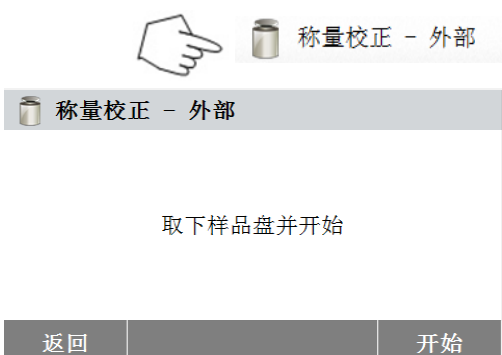 称量校正 - 外部
称量校正 - 外部
取下样品盘并开始
返回
开始